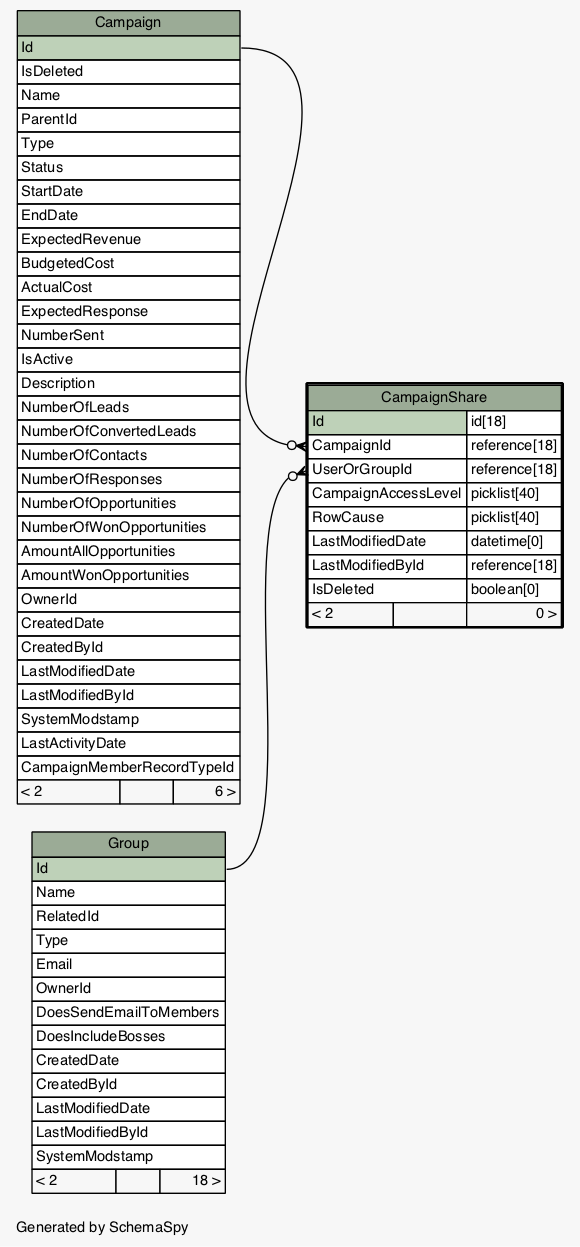 Campaign
Id
IsDeleted
Name
ParentId
Type
Status
StartDate
EndDate
ExpectedRevenue
BudgetedCost
ActualCost
ExpectedResponse
NumberSent
IsActive
Description
NumberOfLeads
NumberOfConvertedLeads
NumberOfContacts
NumberOfResponses
NumberOfOpportunities
NumberOfWonOpportunities
AmountAllOpportunities
AmountWonOpportunities
OwnerId
CreatedDate
CreatedById
LastModifiedDate
LastModifiedById
SystemModstamp
LastActivityDate
CampaignMemberRecordTypeId
< 2 6 >
CampaignShare
Id id[18]
CampaignId reference[18]
UserOrGroupId reference[18]
CampaignAccessLevel picklist[40]
RowCause picklist[40]
LastModifiedDate datetime[0]
LastModifiedById reference[18]
IsDeleted boolean[0]
< 2 0 >
Group
Id
Name
RelatedId
Type
Email
OwnerId
DoesSendEmailToMembers
DoesIncludeBosses
CreatedDate
CreatedById
LastModifiedDate
LastModifiedById
SystemModstamp
< 2 18 >
Generated by SchemaSpy